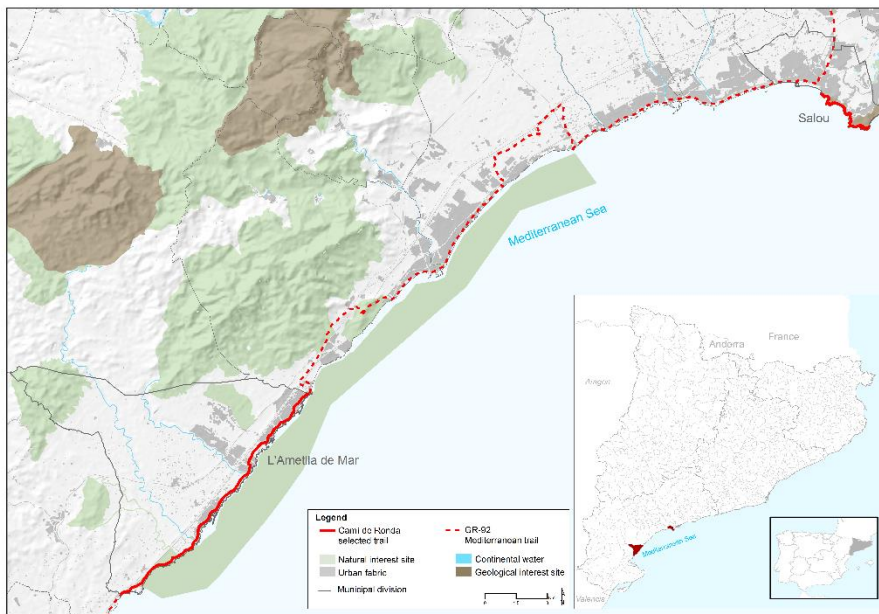 Salou
Mediterranean Sea
L'Ametlla de Mar
Andorra
France
Aragon
Mediterranean Sea
Valencia
Legend
Camí de Ronda
selected trail
GR-92
Mediterranean trail
Natural interest site
Continental water
Urban fabric
Geological interest site
Municipal division